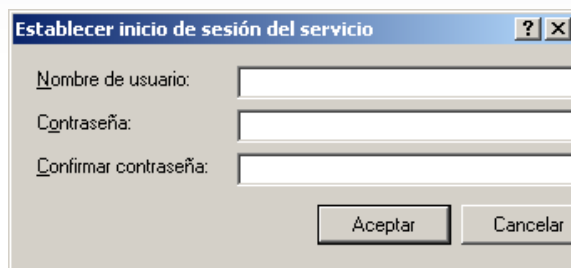 Establecer inicio de sesión del servicio
Nombre de usuario:
Contraseña:
Confirmar contraseña:
Aceptar Cancelar